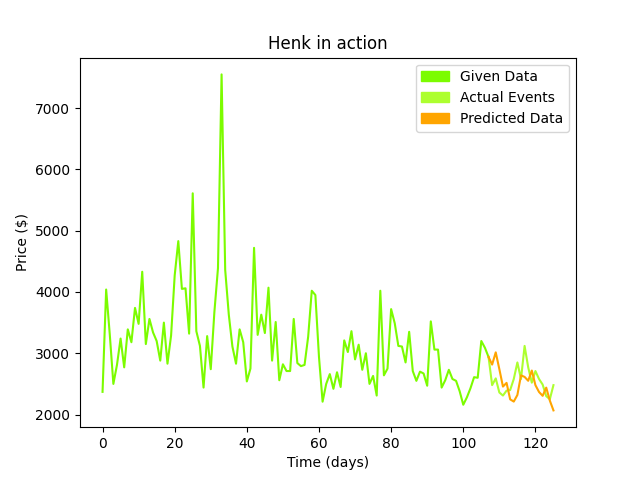 Henk in action
Given Data
Actual Events
Predicted Data
Price ($)
7000
6000
5000
4000
3000
2000
0
20
40
60
80
100
120
Time (days)